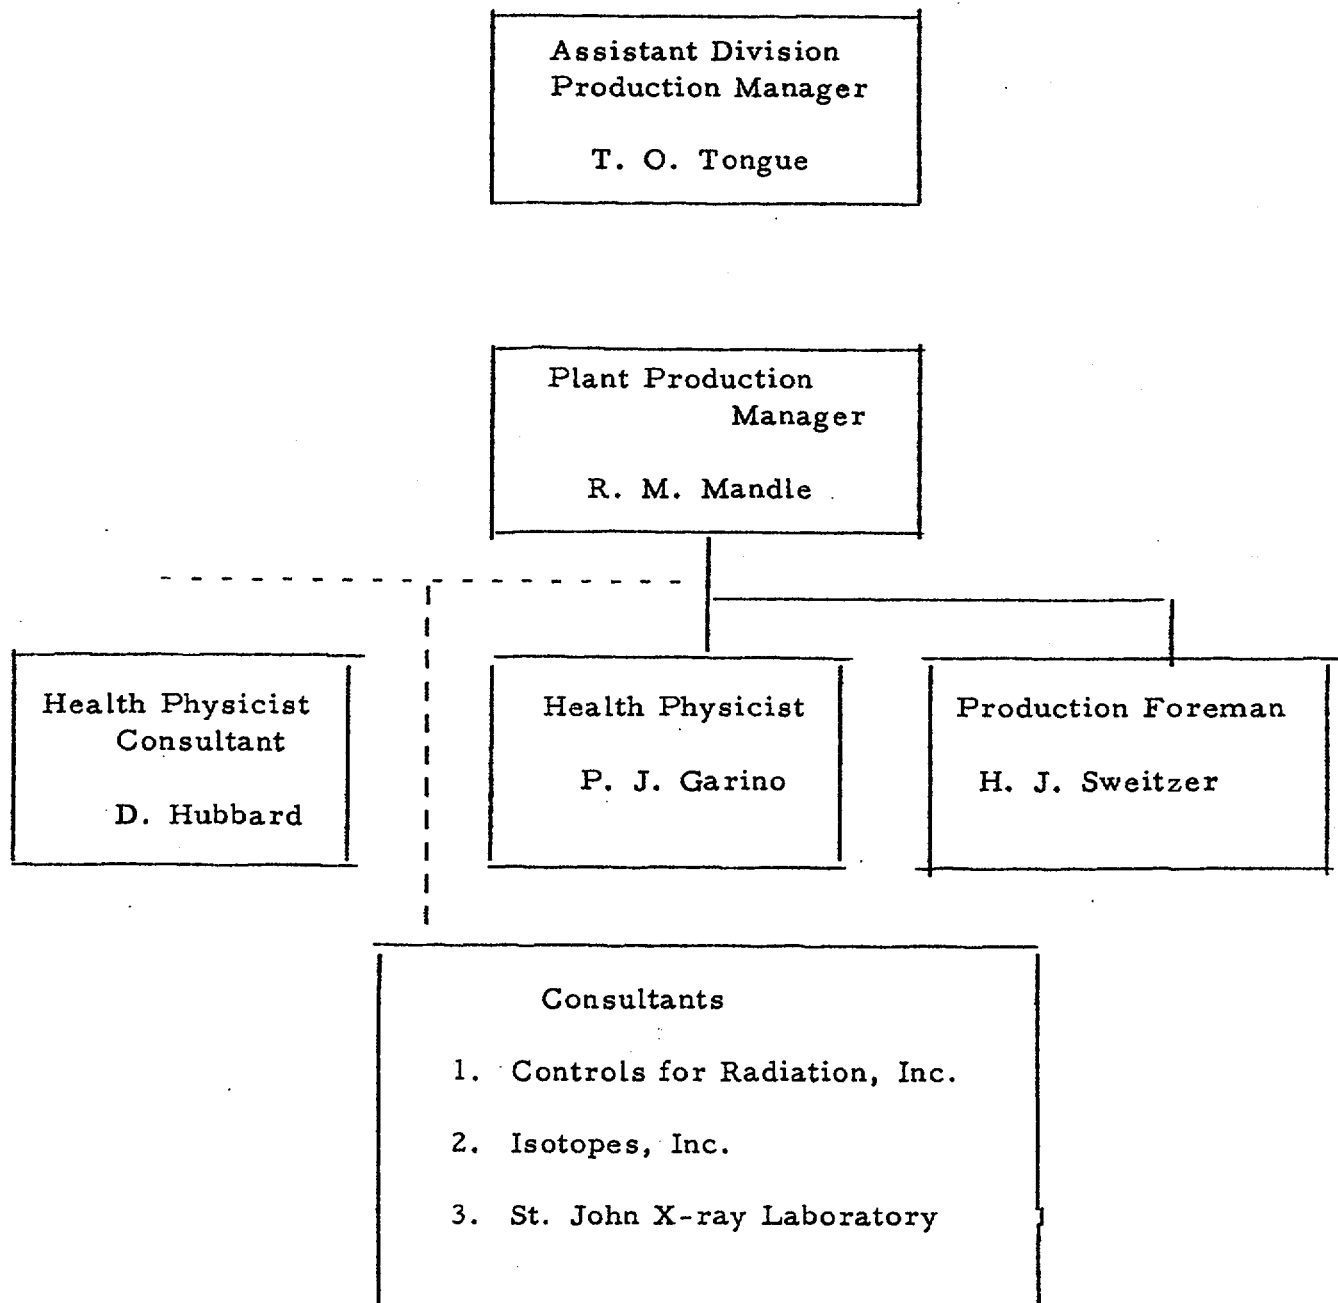 Assistant Division
Production Manager
T. O. Tongue
Plant Production
Manager
R. M. Mandle
Health Physicist
Consultant
D. Hubbard
Health Physicist
P. J. Garino
Production Foreman
H. J. Sweitzer
Consultants
1. Controls for Radiation, Inc.
2. Isotopes, Inc.
3. St. John X-ray Laboratory